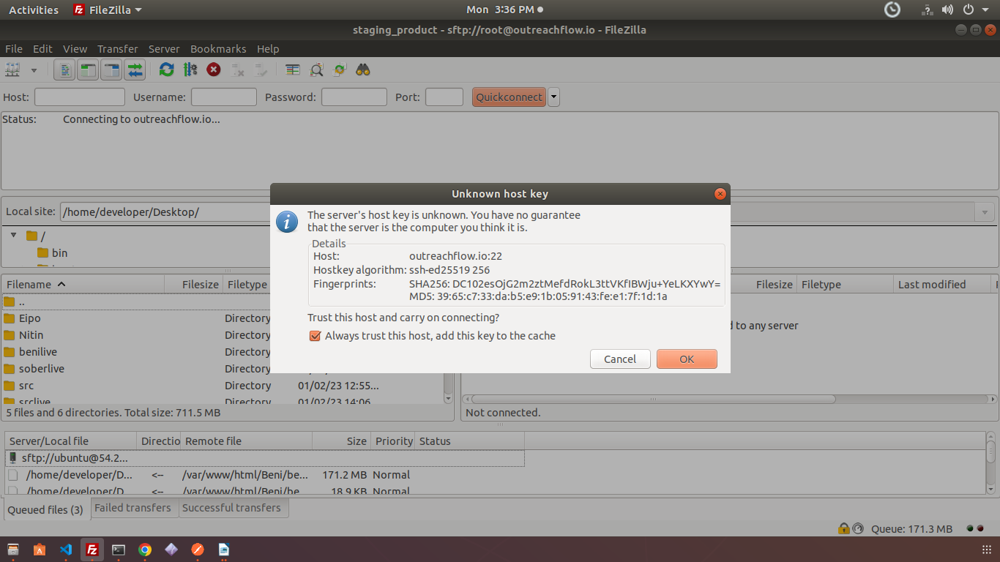 Activities FileZilla Mon 3:36 PM
staging_product - sftp://root@outreachflow.io - FileZilla
File Edit View Transfer Server Bookmarks Help
Host: Username: Password: Port: Quickconnect
Status: Connecting to outreachflow.io...
Unknown host key
The server's host key is unknown. You have no guarantee
that the server is the computer you think it is.
Details
Host: outreachflow.io:22
Hostkey algorithm: ssh-ed25519 256
Fingerprints: SHA256: DC102esOjG2m2ztMefdRokL3ttVKfIBWju+YeLKXYwY=
MD5: 39:65:c7:33:da:b5:e9:1b:05:91:43:fe:e1:7f:1d:1a
Trust this host and carry on connecting?
Always trust this host, add this key to the cache
Cancel OK
Local site: /home/developer/Desktop/
/
bin
Filename Filesize Filetype Filesize Filetype Last modified
..
Eipo Directory
d to any server
Nitin Directory
benilive Directory
soberlive Directory
src Directory 01/02/23 12:55...
srclive Directory 01/02/23 14:06
5 files and 6 directories. Total size: 711.5 MB Not connected.
Server/Local file Directio Remote file Size Priority Status
sftp://ubuntu@54.2...
/home/developer/D... <-- /var/www/html/Beni/be... 171.2 MB Normal
/home/developer/D <-- /var/www/html/Beni/be 18.9 KB Normal
Queued files (3) Failed transfers Successful transfers
Queue: 171.3 MB